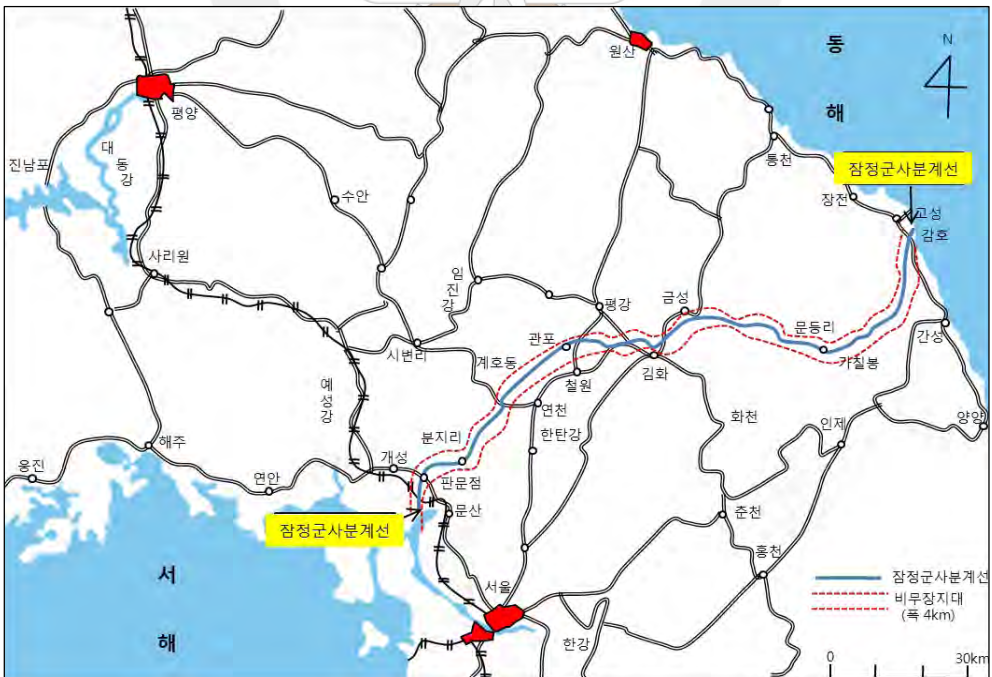 원산
동
해
N
평양
대
동
강
진남포
통천
잠정군사분계선
수안
장전
고성
감호
사리원
임
진
강
금성
평강
문등리
시변리
관포
간성
계호동
가칠봉
김화
철원
예
성
강
연천
화천
인제
한탄강
양양
해주
분지리
개성
웅진
연안
판문점
문산
춘천
잠정군사분계선
홍천
서
서울
잠정군사분계선
비무장지대
(폭 4km)
해
한강
0
30km